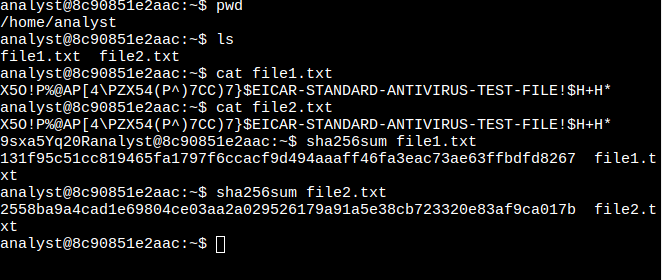 analyst@8c90851e2aac:~$ pwd
/home/analyst
analyst@8c90851e2aac:~$ ls
file1.txt  file2.txt
analyst@8c90851e2aac:~$ cat file1.txt
X5O!P%@AP[4\PZX54(P^)7CC)7}$EICAR-STANDARD-ANTIVIRUS-TEST-FILE!$H+H*
analyst@8c90851e2aac:~$ cat file2.txt
X5O!P%@AP[4\PZX54(P^)7CC)7}$EICAR-STANDARD-ANTIVIRUS-TEST-FILE!$H+H*
9sxa5Yq20Ranalyst@8c90851e2aac:~$ sha256sum file1.txt
131f95c51cc819465fa1797f6ccacf9d494aaaff46fa3eac73ae63ffbdfd8267  file1.t
xt
analyst@8c90851e2aac:~$ sha256sum file2.txt
2558ba9a4cad1e69804ce03aa2a029526179a91a5e38cb723320e83af9ca017b  file2.t
xt
analyst@8c90851e2aac:~$